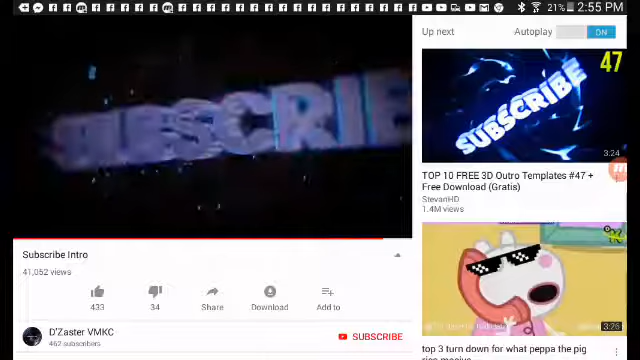 21% 2:55 PM
SUBSCRIBE
Up next
Autoplay ON
47
SUBSCRIBE
3:24
TOP 10 FREE 3D Outro Templates #47 +
Free Download (Gratis)
StevanHD
1.4M views
3:26
top 3 turn down for what peppa the pig
Subscribe Intro
41,052 views
433
34
Share
Download
Add to
D'Zaster VMKC
462 subscribers
SUBSCRIBE